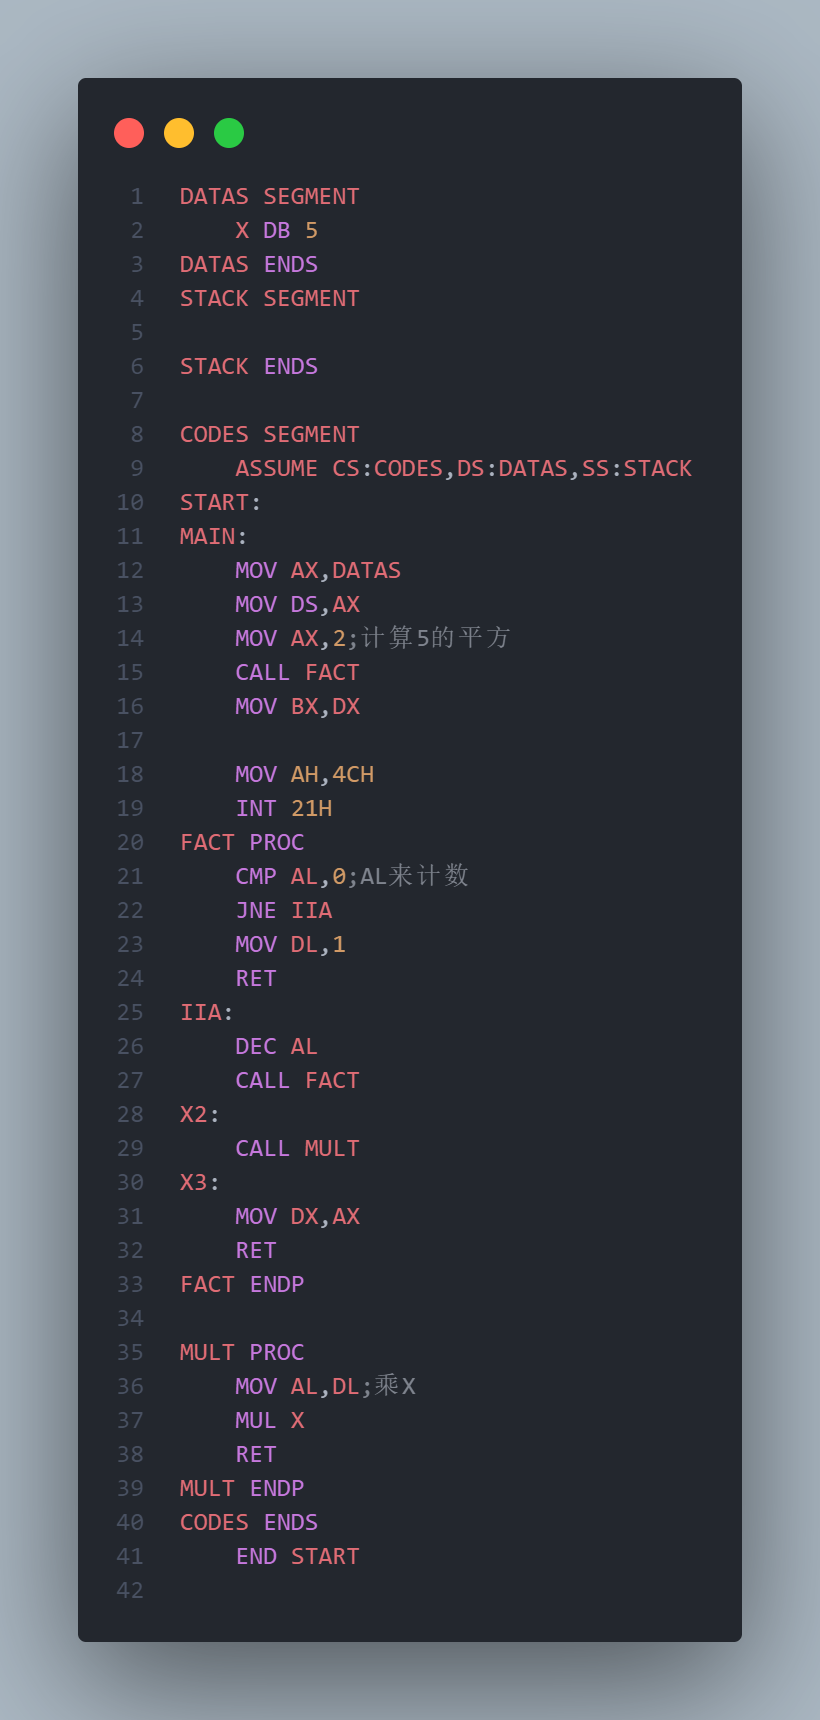 1 DATAS SEGMENT
2     X DB 5
3 DATAS ENDS
4 STACK SEGMENT
5
6 STACK ENDS
7
8 CODES SEGMENT
9     ASSUME CS:CODES,DS:DATAS,SS:STACK
10 START:
11 MAIN:
12     MOV AX,DATAS
13     MOV DS,AX
14     MOV AX,2;计算5的平方
15     CALL FACT
16     MOV BX,DX
17
18     MOV AH,4CH
19     INT 21H
20 FACT PROC
21     CMP AL,0;AL来计数
22     JNE IIA
23     MOV DL,1
24     RET
25 IIA:
26     DEC AL
27     CALL FACT
28 X2:
29     CALL MULT
30 X3:
31     MOV DX,AX
32     RET
33 FACT ENDP
34
35 MULT PROC
36     MOV AL,DL;乘X
37     MUL X
38     RET
39 MULT ENDP
40 CODES ENDS
41     END START
42